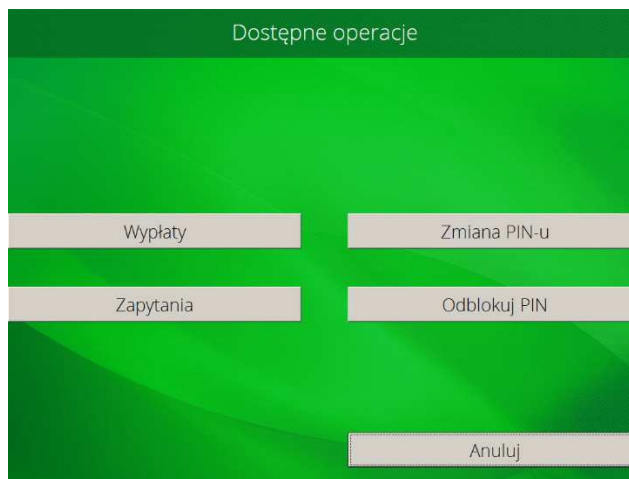 Dostępne operacje
Wypłaty
Zmiana PIN-u
Zapytania
Odblokuj PIN
Anuluj